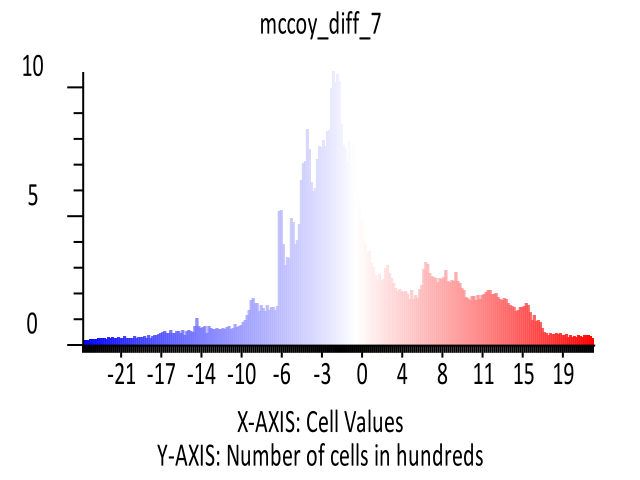 mccoy_diff_7
10
5
0
-21 -17 -14 -10 -6 -3 0 4 8 11 15 19
X-AXIS: Cell Values
Y-AXIS: Number of cells in hundreds